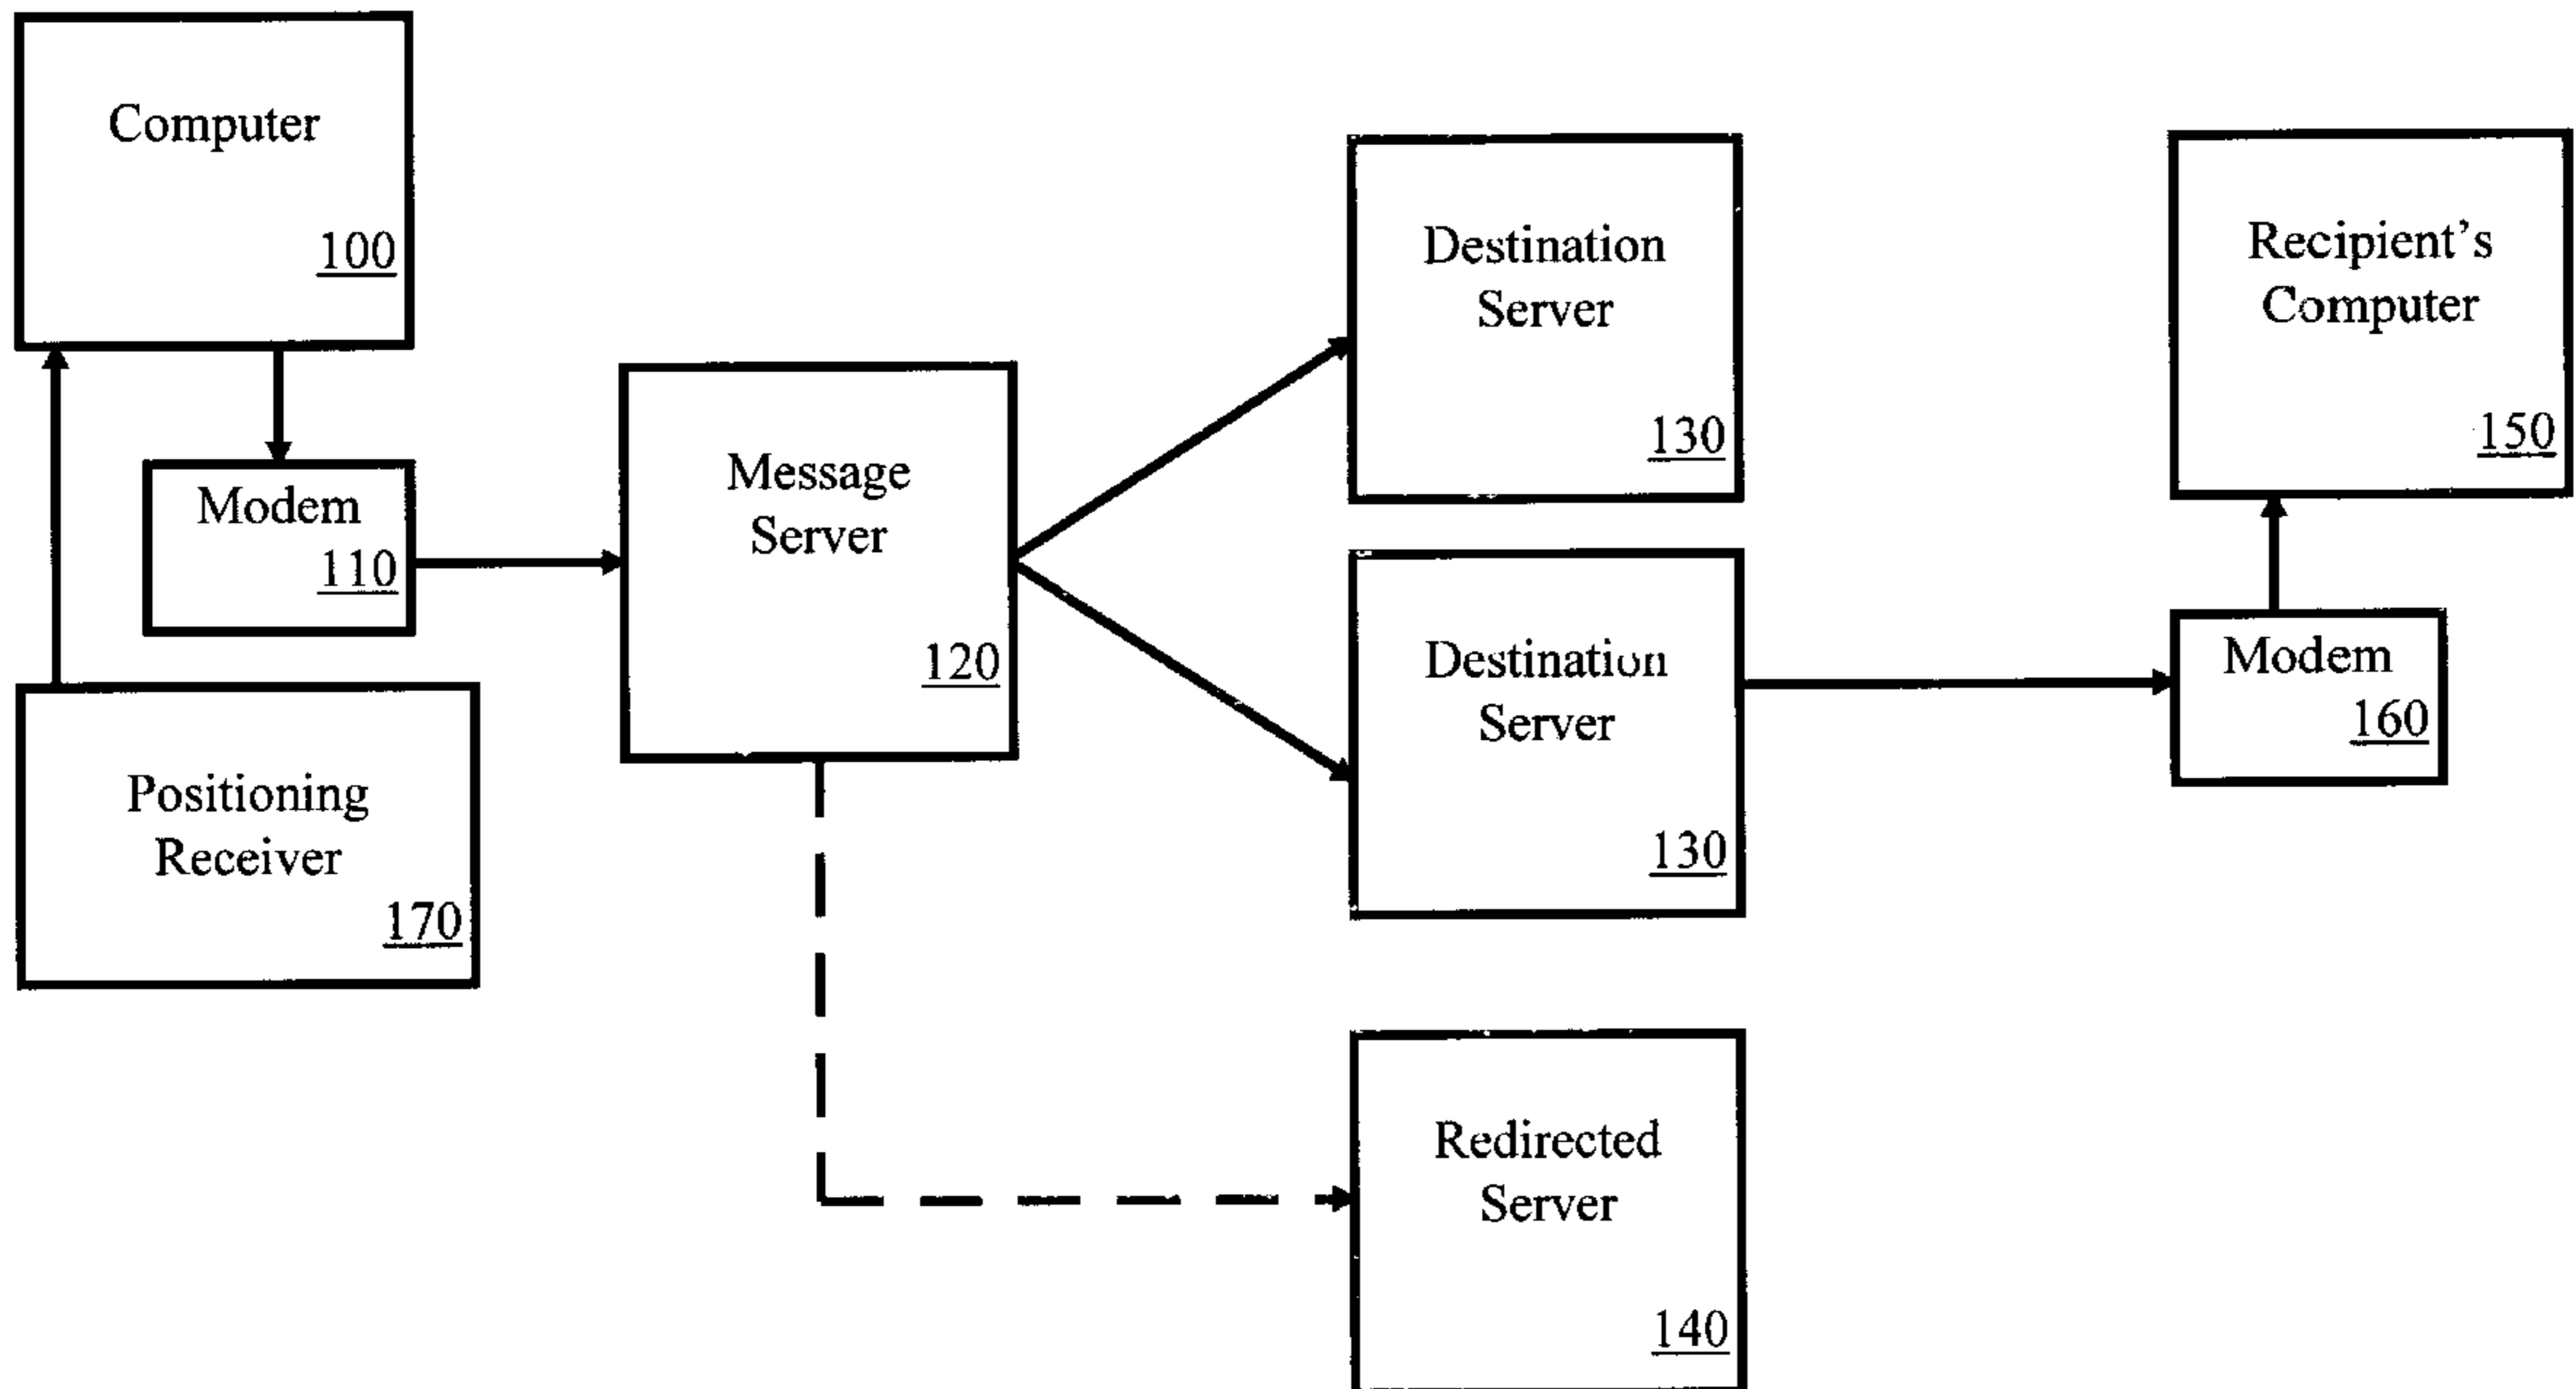 Computer
100
Modem
110
Positioning
Receiver
170
Message
Server
120
Destination
Server
130
Destination
Server
130
Redirected
Server
140
Recipient's
Computer
150
Modem
160